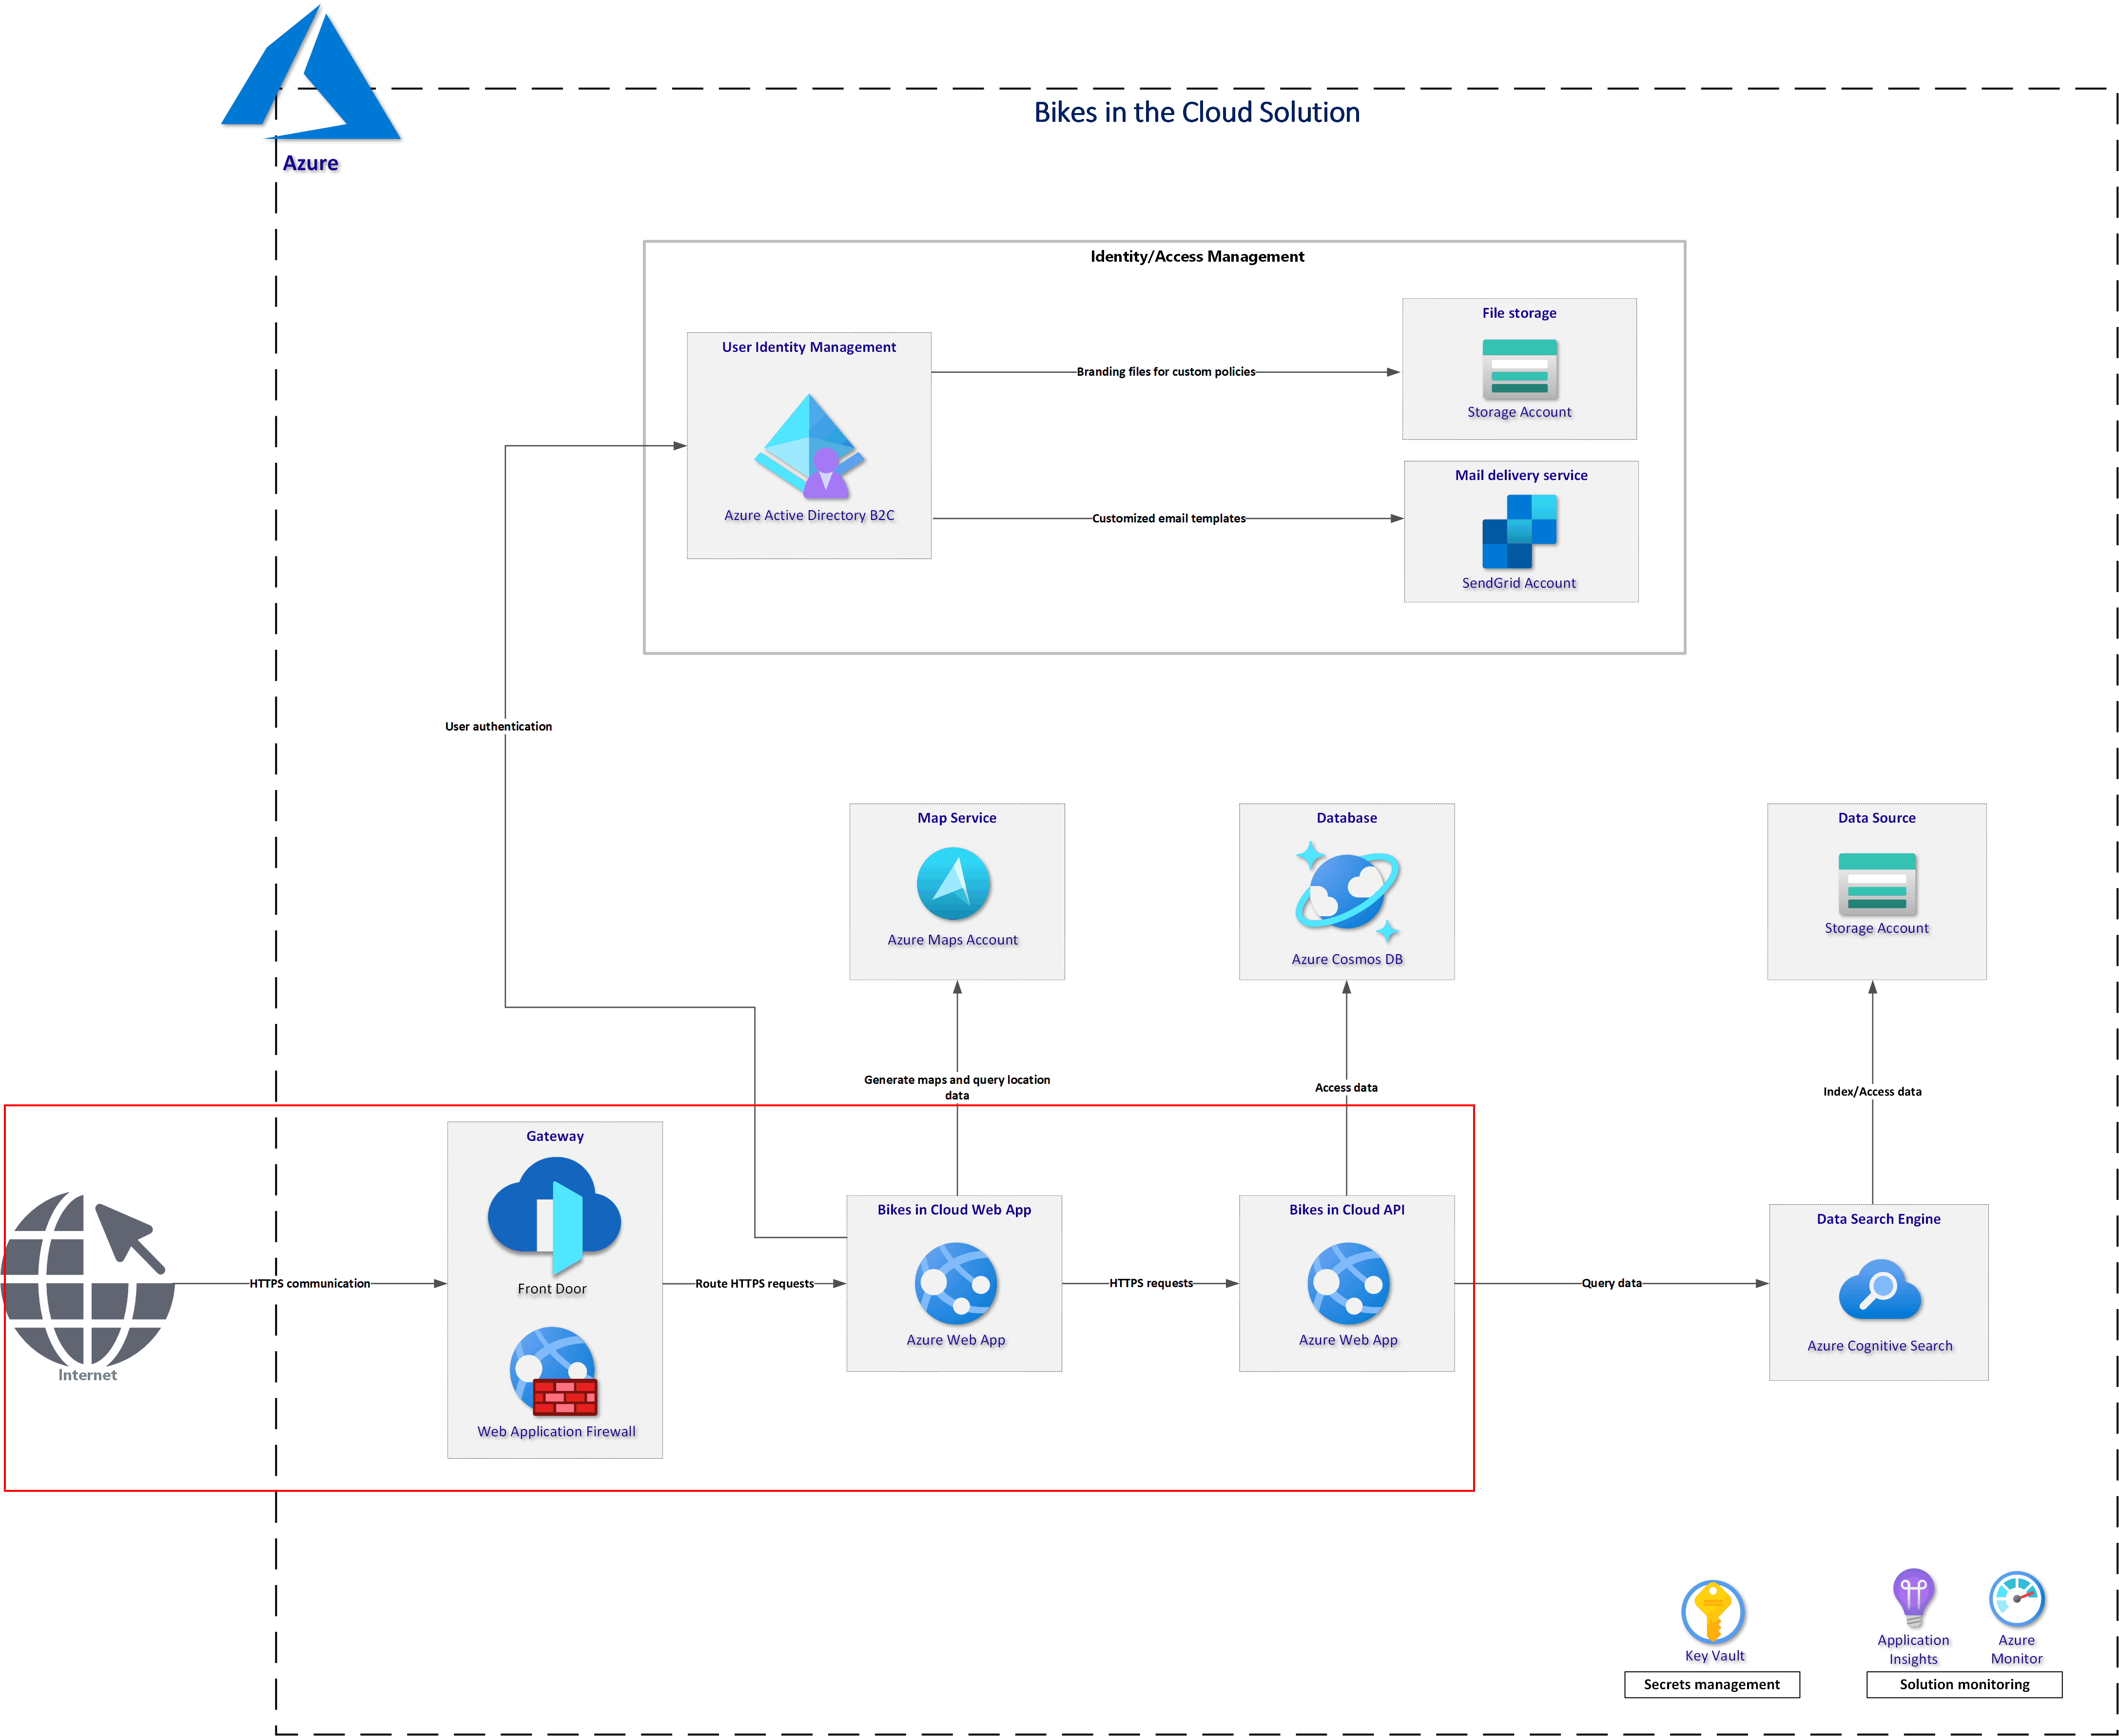 Azure
Bikes in the Cloud Solution
Identity/Access Management
User Identity Management
Azure Active Directory B2C
Branding files for custom policies
File storage
Storage Account
Customized email templates
Mail delivery service
SendGrid Account
User authentication
Map Service
Azure Maps Account
Database
Azure Cosmos DB
Data Source
Storage Account
Generate maps and query location
data
Access data
Index/Access data
Internet
HTTPS communication
Gateway
Front Door
Web Application Firewall
Route HTTPS requests
Bikes in Cloud Web App
Azure Web App
HTTPS requests
Bikes in Cloud API
Azure Web App
Query data
Data Search Engine
Azure Cognitive Search
Key Vault
Secrets management
Application
Insights
Azure
Monitor
Solution monitoring